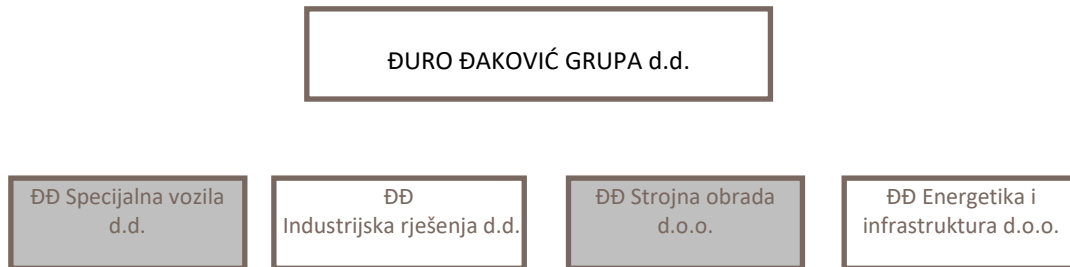 ĐURO ĐAKOVIĆ GRUPA d.d.
ĐĐ Specijalna vozila
d.d.
ĐĐ
Industrijska rješenja d.d.
ĐĐ Strojna obrada
d.o.o.
ĐĐ Energetika i
infrastruktura d.o.o.